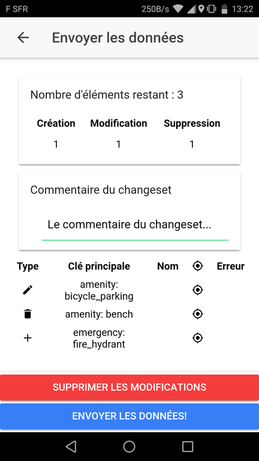 F SFR 250B/s 13:22
Envoyer les données
Nombre d'éléments restant : 3
Création Modification Suppression
1 1 1
Commentaire du changeset
Le commentaire du changeset...
Type Clé principale Nom Erreur
amenity:
bicycle_parking
amenity: bench
emergency:
fire_hydrant
SUPPRIMER LES MODIFICATIONS
ENVOYER LES DONNÉES!